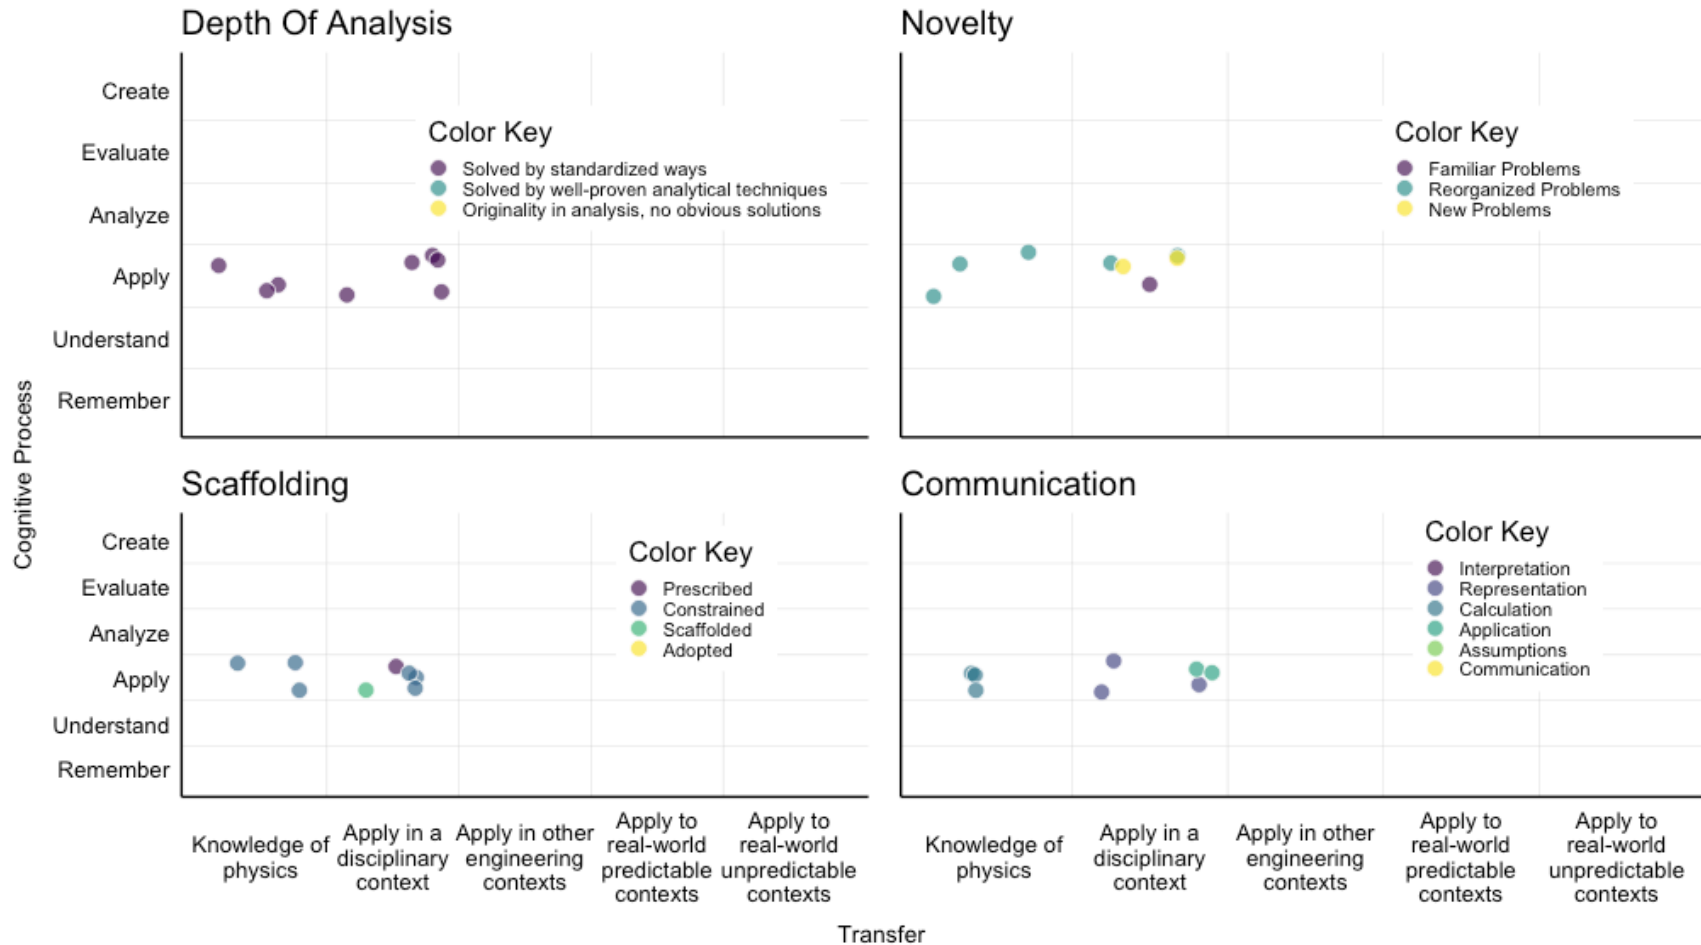 Depth Of Analysis
Create
Evaluate
Analyze
Apply
Understand
Remember
Color Key
Solved by standardized ways
Solved by well-proven analytical techniques
Originality in analysis, no obvious solutions
Novelty
Color Key
Familiar Problems
Reorganized Problems
New Problems
Cognitive Process
Scaffolding
Create
Evaluate
Analyze
Apply
Understand
Remember
Color Key
Prescribed
Constrained
Scaffolded
Adopted
Knowledge of
physics
Apply in a
disciplinary
context
Apply in other
engineering
contexts
Apply to
real-world
predictable
contexts
Apply to
real-world
unpredictable
contexts
Communication
Color Key
Interpretation
Representation
Calculation
Application
Assumptions
Communication
Knowledge of
physics
Apply in a
disciplinary
context
Apply in other
engineering
contexts
Apply to
real-world
predictable
contexts
Apply to
real-world
unpredictable
contexts
Transfer